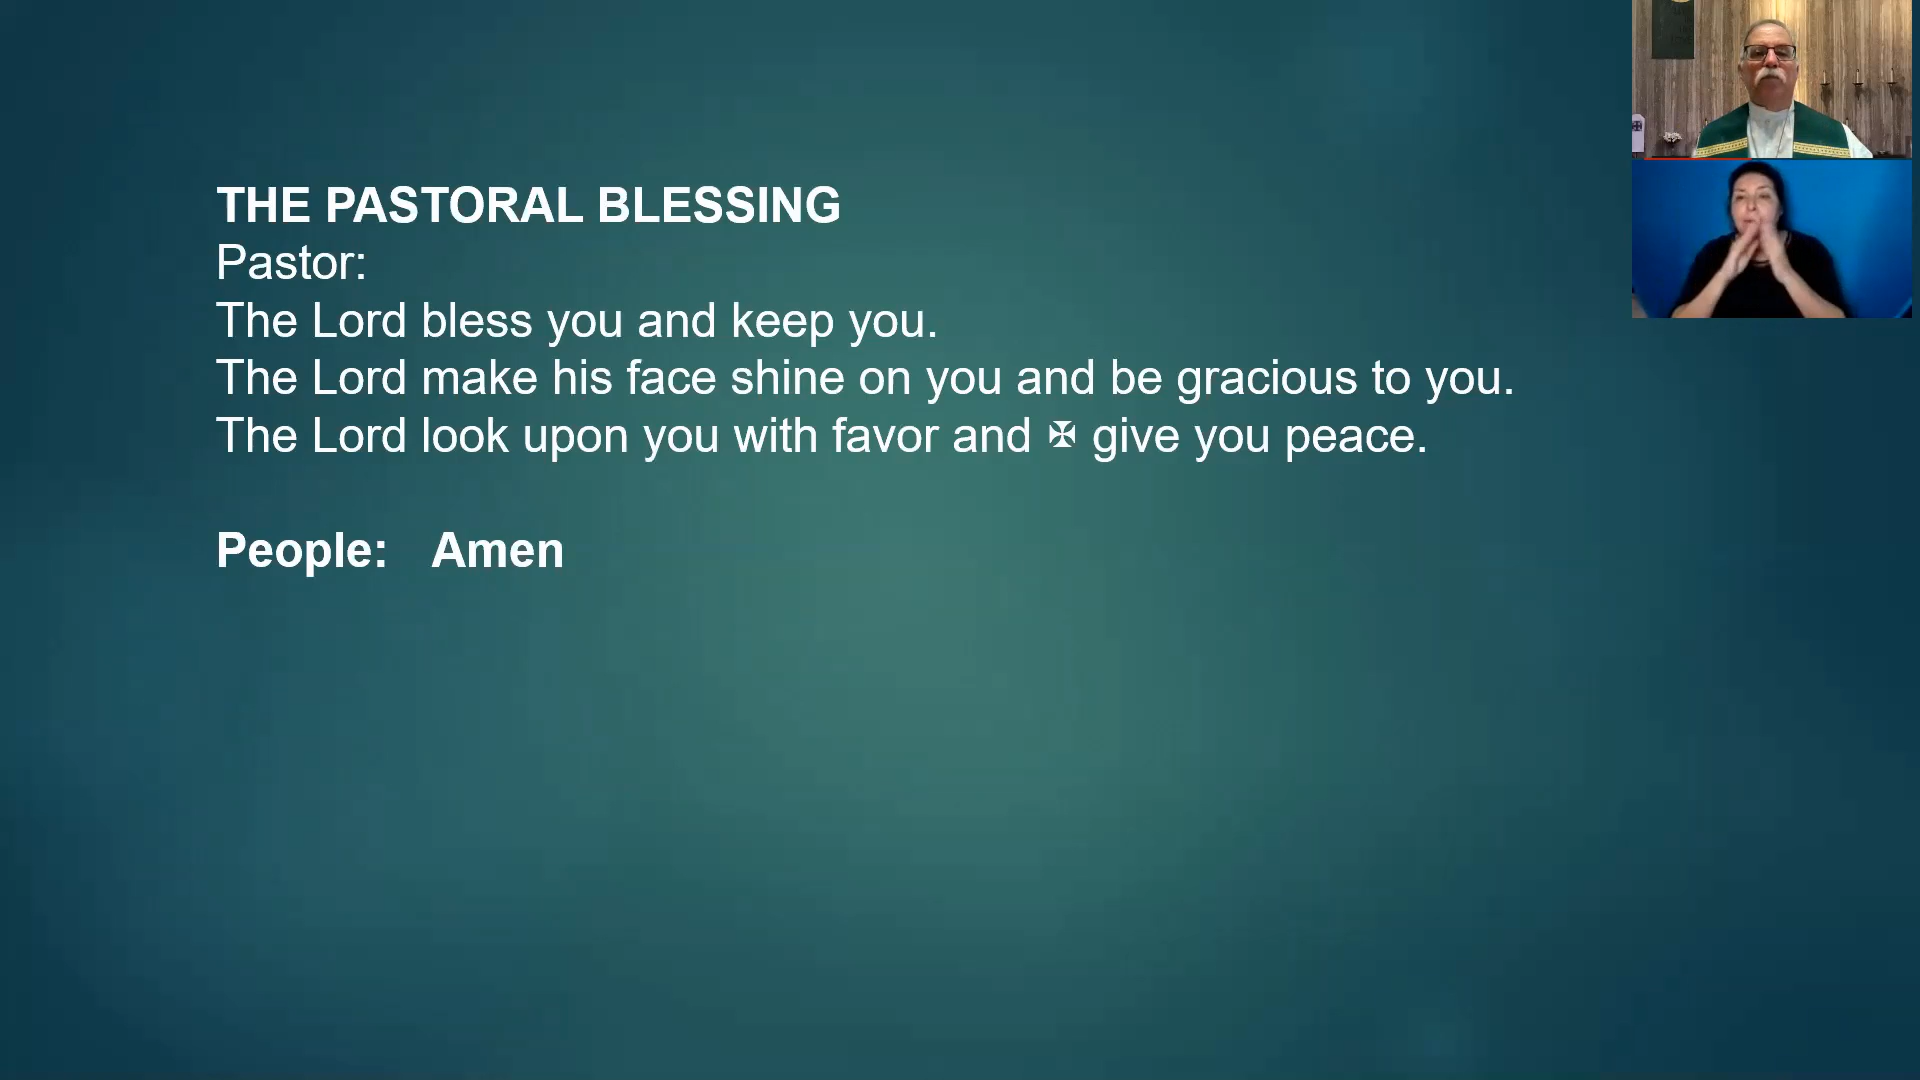 THE PASTORAL BLESSING
Pastor:
The Lord bless you and keep you.
The Lord make his face shine on you and be gracious to you.
The Lord look upon you with favor and ✠ give you peace.
People: Amen